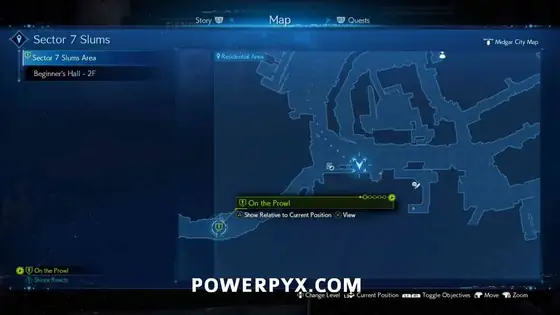 Story
Map
Quests
Sector 7 Slums
Midgar City Map
Sector 7 Slums Area
Beginner's Hall - 2F
Residential Area
On the Prowl
Show Relative to Current Position
View
On the Prowl
POWERPYX.COM
Change Level
Current Position
Toggle Objectives
Move
Zoom